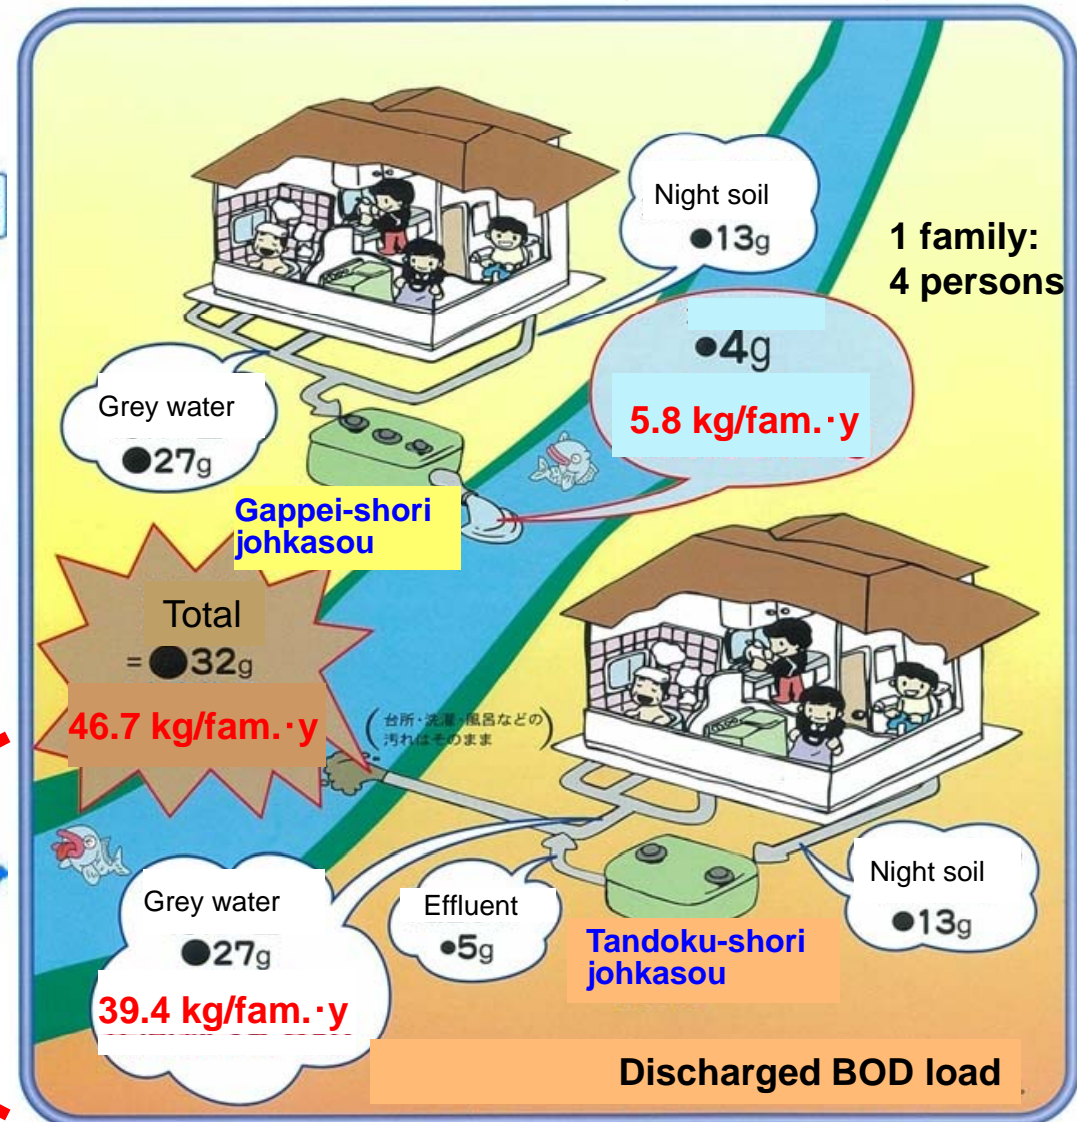 Night soil
●13g
1 family:
4 persons
●4g
5.8 kg/fam.·y
Grey water
●27g
Gappei-shori
johkasou
Total
= ●32g
46.7 kg/fam.·y
(台所・洗濯・風呂などの
汚れはそのまま)
Grey water
●27g
39.4 kg/fam.·y
Effluent
●5g
Tandoku-shori
johkasou
Night soil
●13g
Discharged BOD load